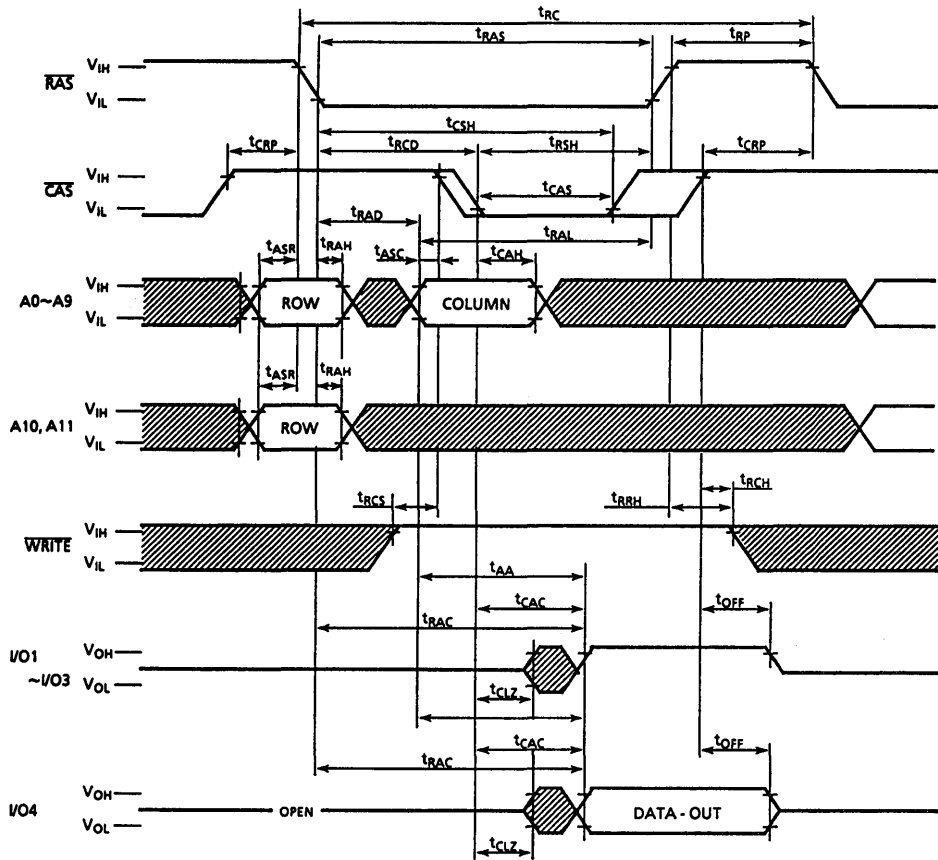 tRC
tRAS
tRP
RAS
VIH
VIL
tCSH
tCRP
tRCD
tRSH
tCRP
CAS
VIH
VIL
tCAS
tRAD
tRAL
tASR
tRAH
tASC
tCAH
A0~A9
VIH
VIL
ROW
COLUMN
tASR
tRAH
A10, A11
VIH
VIL
ROW
tRCS
tRRH
tRCH
WRITE
VIH
VIL
tAA
tCAC
tOFF
tRAC
I/O1
~I/O3
VOH
VOL
tCLZ
tCAC
tOFF
tRAC
I/O4
VOH
VOL
OPEN
DATA - OUT
tCLZ